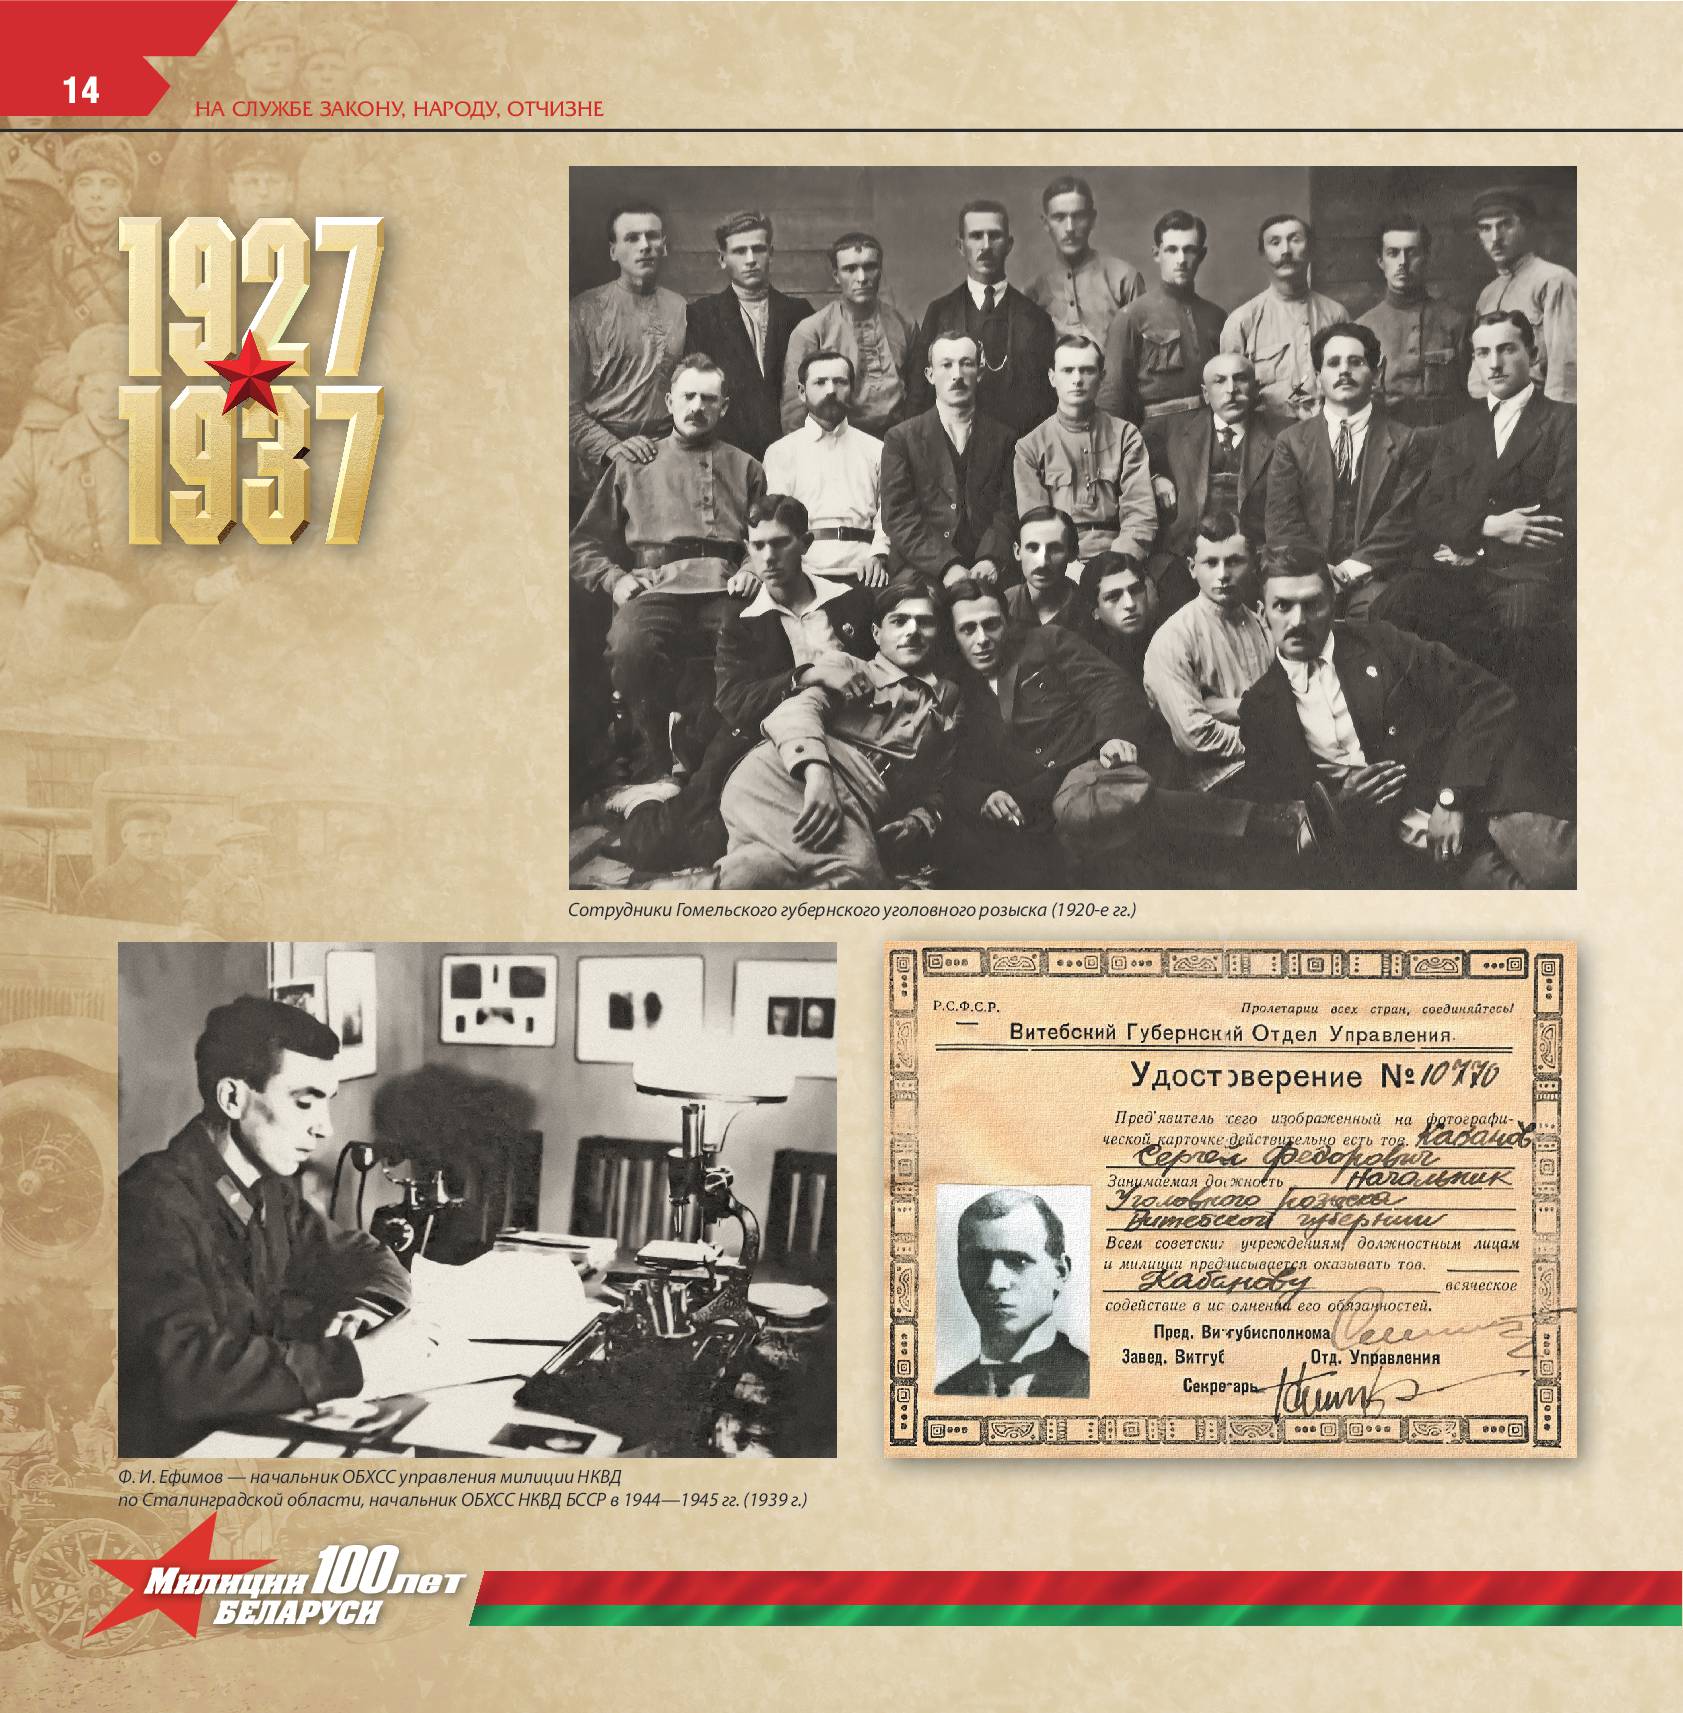 14
НА СЛУЖБЕ ЗАКОНУ, НАРОДУ, ОТЧИЗНЕ
1927
1937
Сотрудники Гомельского губернского уголовного розыска (1920-е гг.)
Р.С.Ф.С.Р.
Пролетарии всех стран, соединяйтесь!
Витебский Губернский Отдел Управления.
Удостоверение № 10770
Пред'явитель сего изображенный на фотографи-
ческой карточке действительно есть тов. Кабанов
Сергей Федорович
Занимаемая должность Начальник
Уголовного розыска
Витебской губернии
Всем советским учреждениям, должностным лицам
и милиции предписывается оказывать тов.
Кабанову всяческое
содействие в исполнении его обязанностей.
Пред. Витгубисполкома
Завед. Витгуб Отд. Управления
Секретарь
Ф. И. Ефимов — начальник ОБХСС управления милиции НКВД
по Сталинградской области, начальник ОБХСС НКВД БССР в 1944—1945 гг. (1939 г.)
Милиции 100 лет
БЕЛАРУСИ